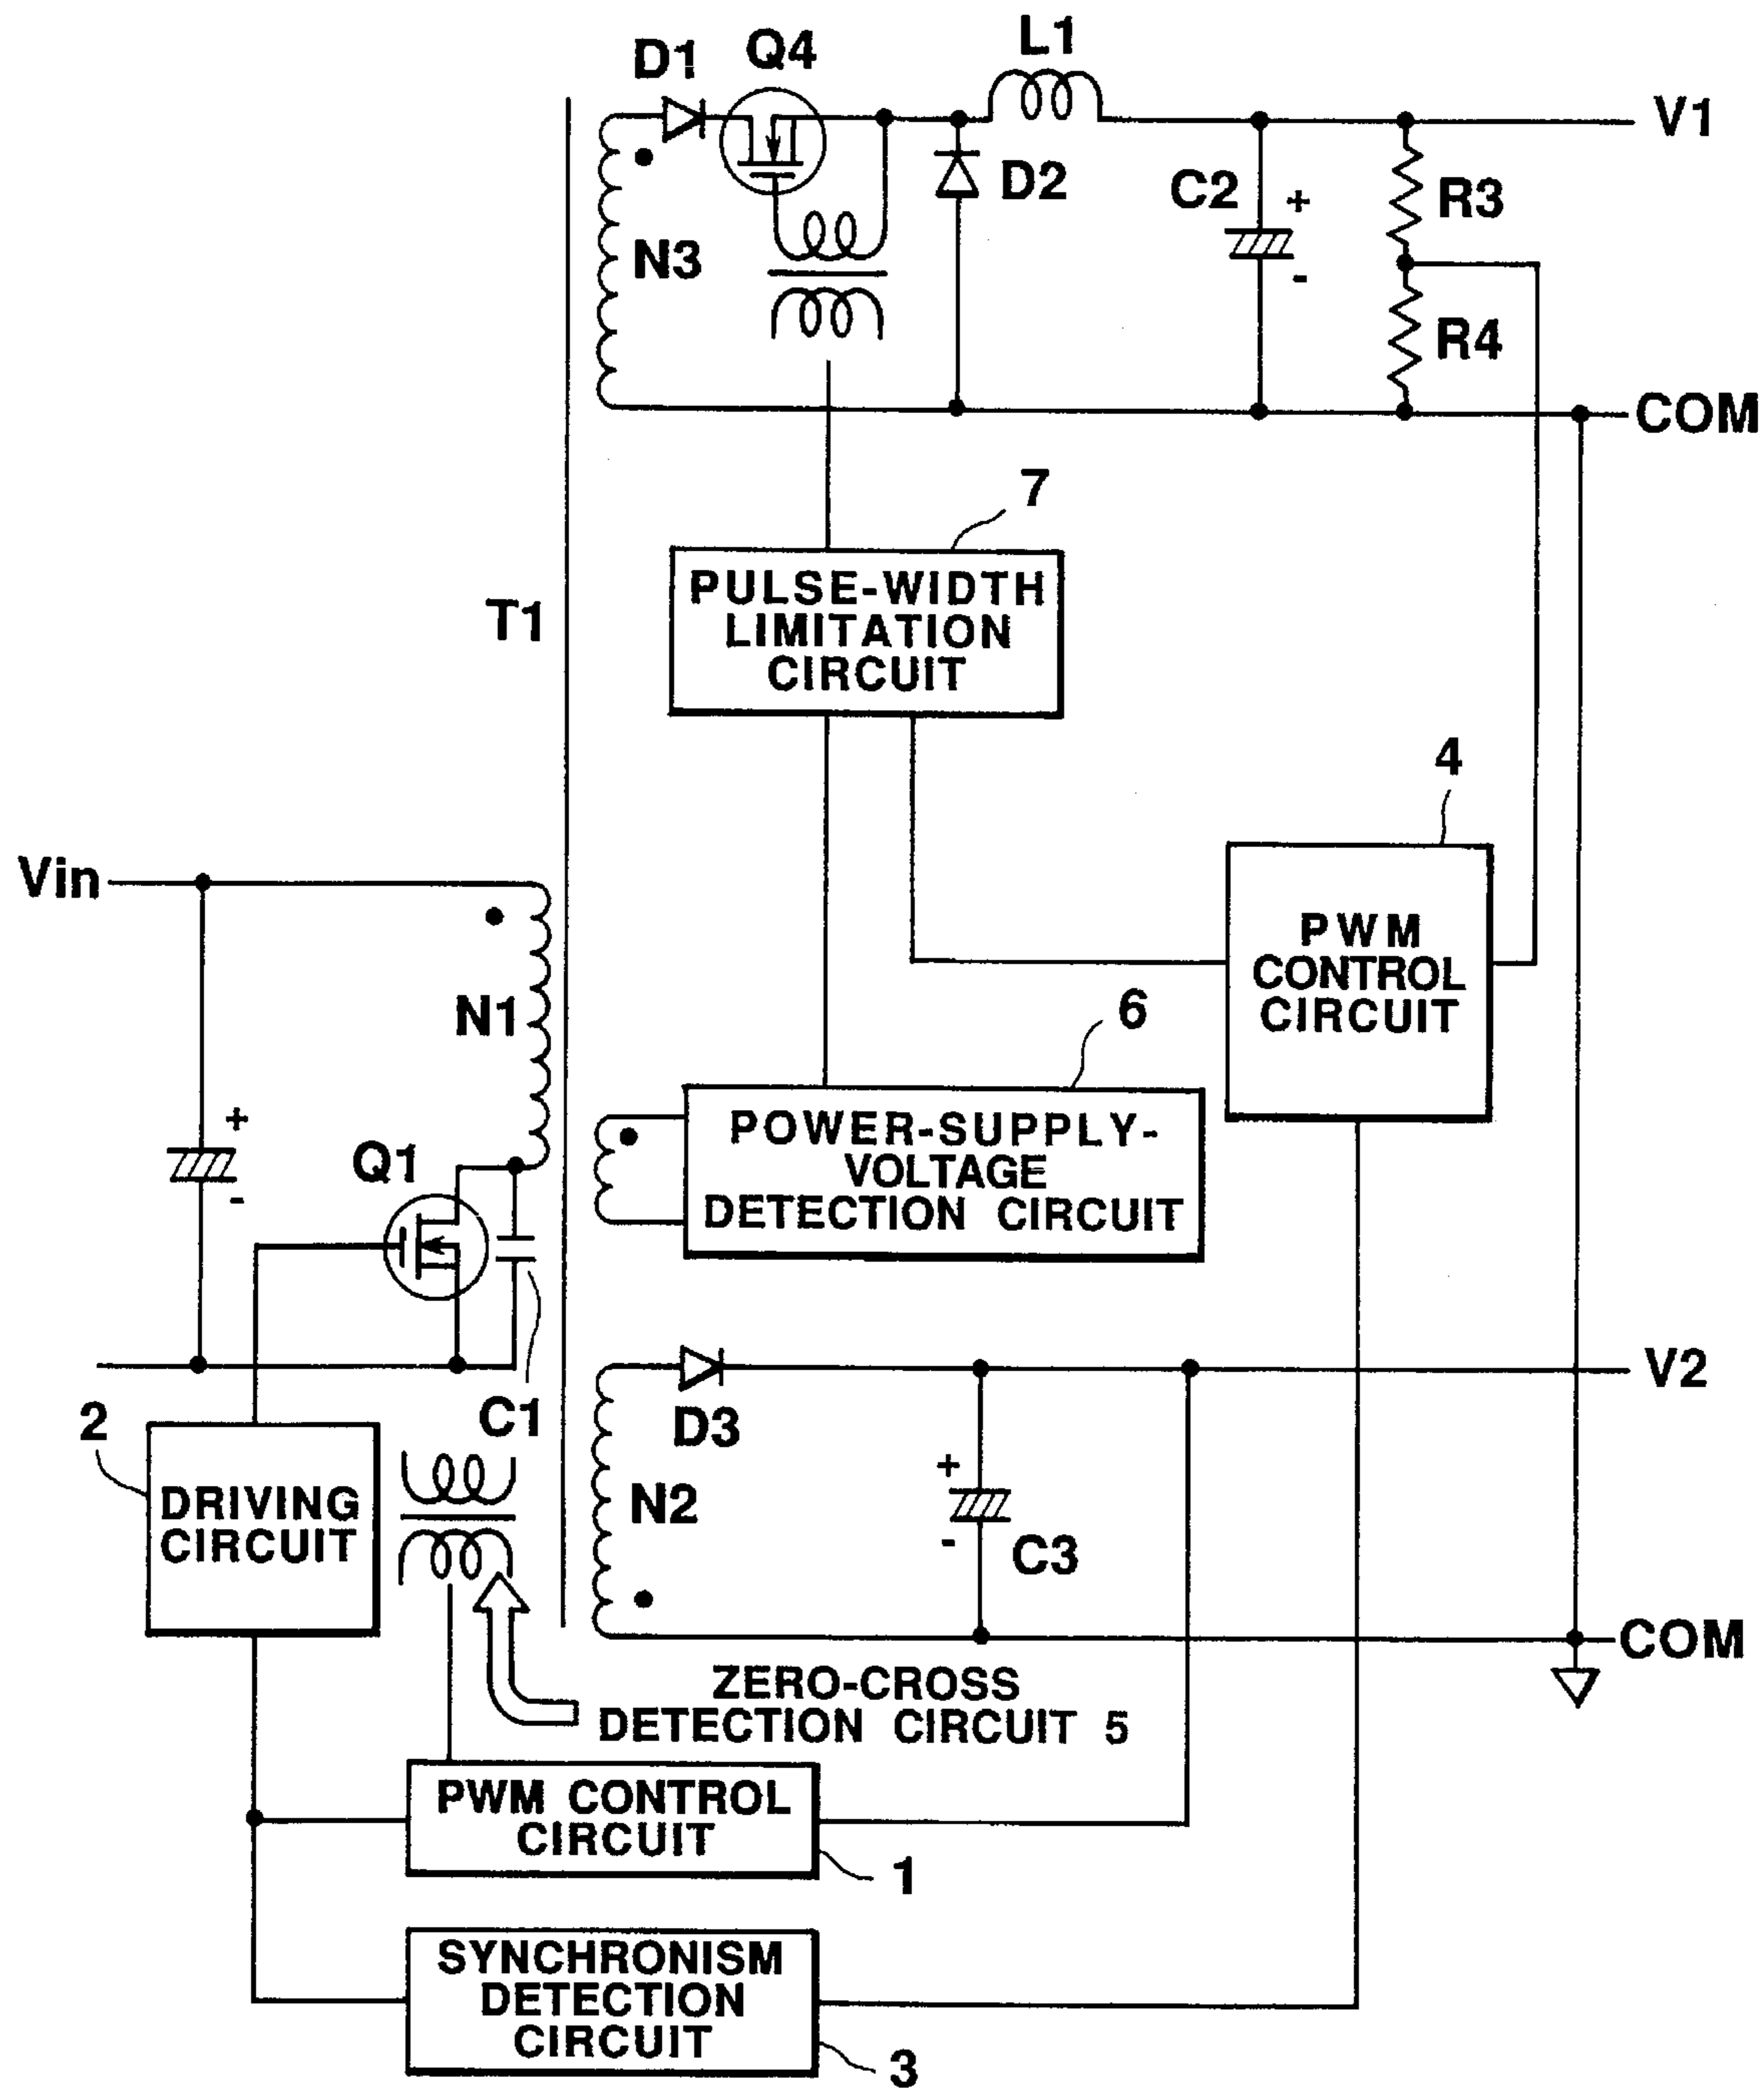 L1
D1 Q4
V1
D2
C2 +
-
R3
N3
R4
COM
7
PULSE-WIDTH
LIMITATION
CIRCUIT
T1
4
Vin
PWM
CONTROL
CIRCUIT
N1
6
+
-
Q1
POWER-SUPPLY-
VOLTAGE
DETECTION CIRCUIT
C1
V2
2
D3
DRIVING
CIRCUIT
N2
+
-
C3
COM
ZERO-CROSS
DETECTION CIRCUIT 5
PWM CONTROL
CIRCUIT
1
SYNCHRONISM
DETECTION
CIRCUIT
3